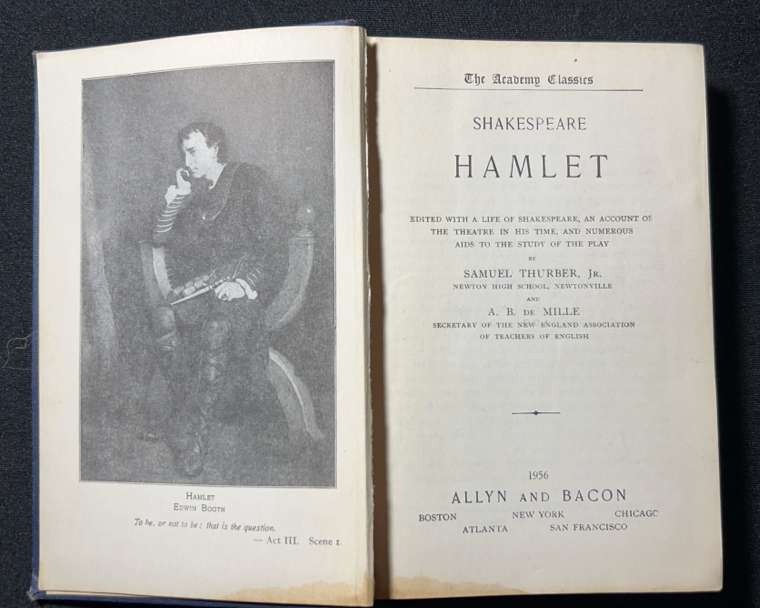 HAMLET
EDWIN BOOTH
To be, or not to be: that is the question.
— Act III. Scene 1.
The Academy Classics
SHAKESPEARE
HAMLET
EDITED WITH A LIFE OF SHAKESPEARE, AN ACCOUNT OF
THE THEATRE IN HIS TIME, AND NUMEROUS
AIDS TO THE STUDY OF THE PLAY
BY
SAMUEL THURBER, JR.
NEWTON HIGH SCHOOL, NEWTONVILLE
AND
A. B. DE MILLE
SECRETARY OF THE NEW ENGLAND ASSOCIATION
OF TEACHERS OF ENGLISH
1956
ALLYN AND BACON
BOSTON NEW YORK CHICAGO
ATLANTA SAN FRANCISCO